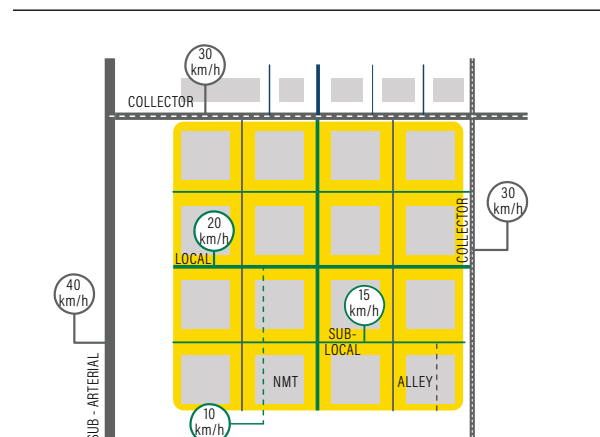 30
km/h
COLLECTOR
30
km/h
COLLECTOR
20
km/h
LOCAL
40
km/h
15
km/h
SUB-
LOCAL
SUB - ARTERIAL
NMT
ALLEY
10
km/h